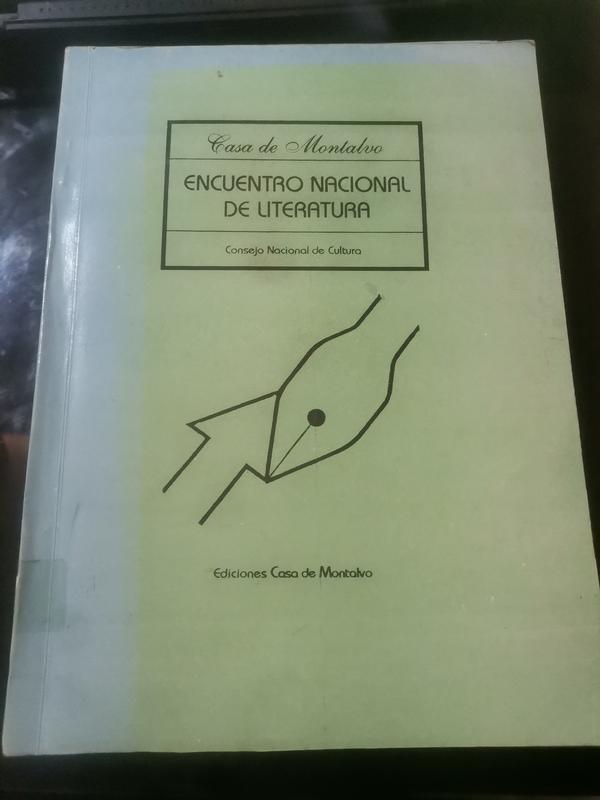 Casa de Montalvo
ENCUENTRO NACIONAL
DE LITERATURA
Consejo Nacional de Cultura
Ediciones Casa de Montalvo